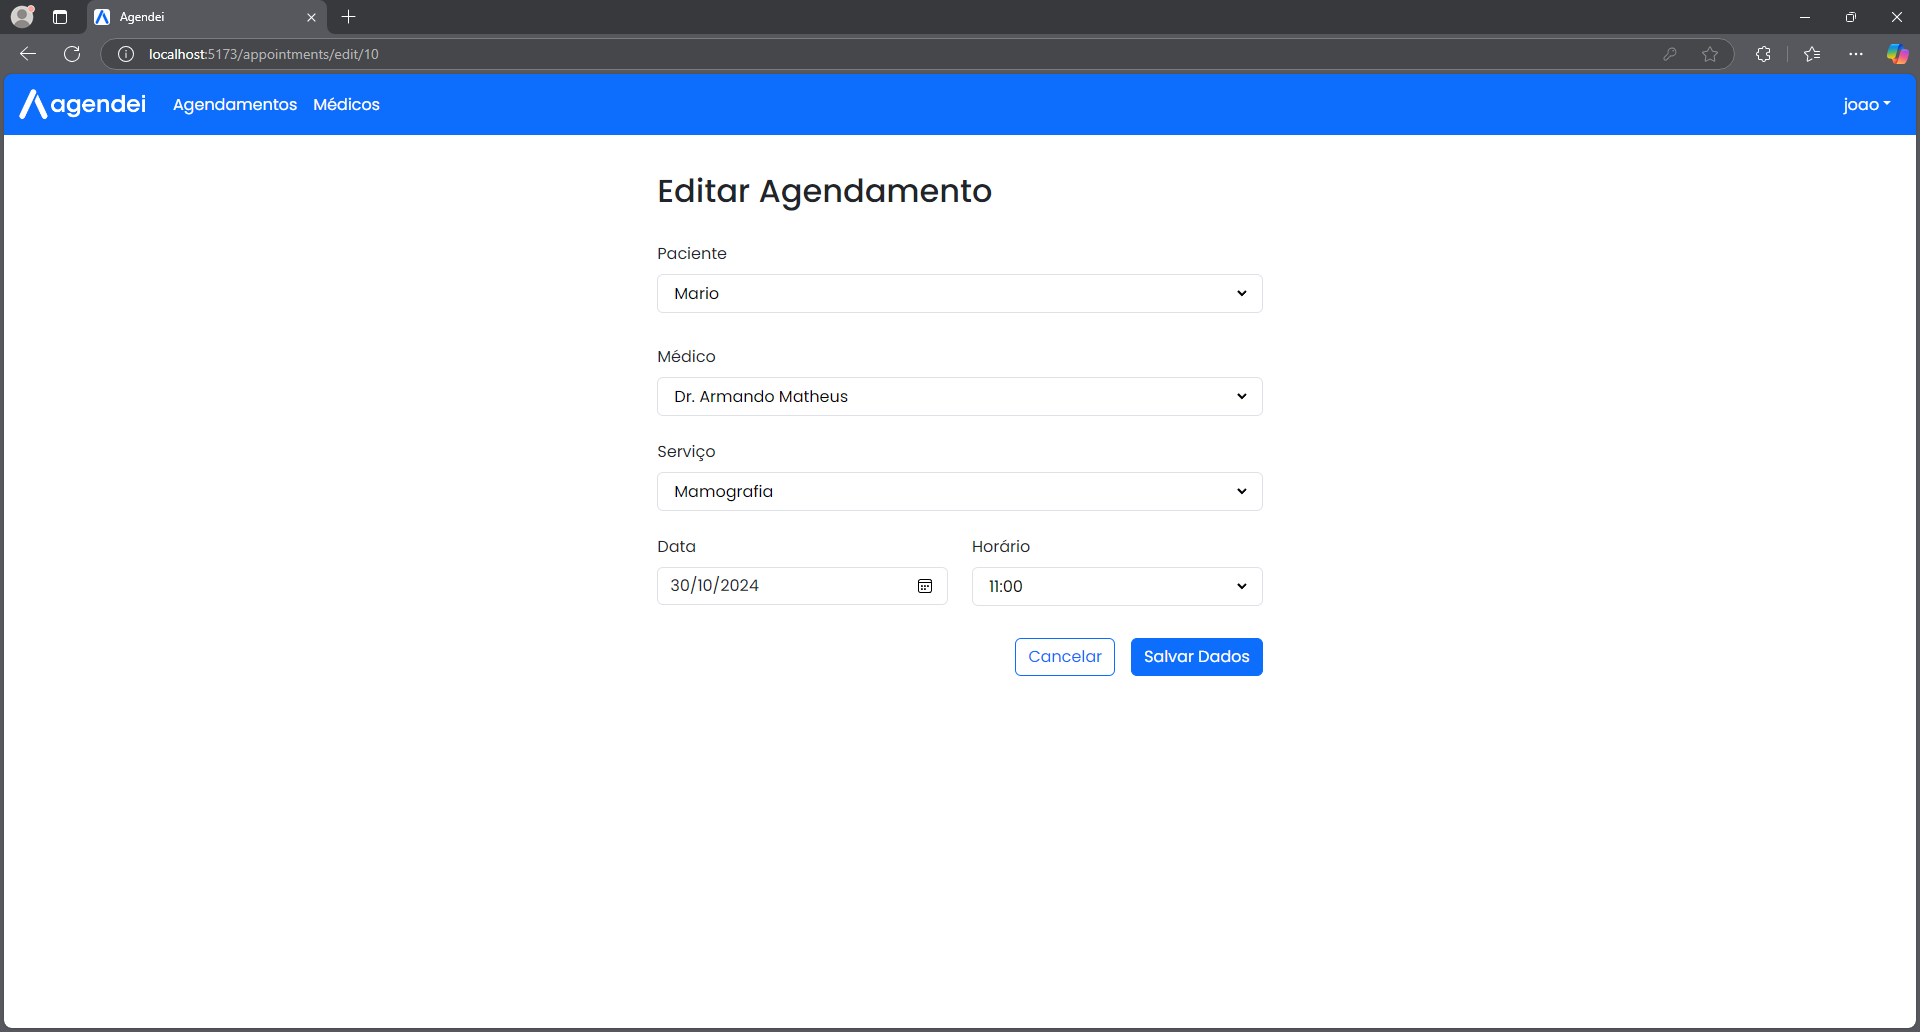 Agendei
localhost:5173/appointments/edit/10
agendei Agendamentos Médicos joao
Editar Agendamento
Paciente
Mario
Médico
Dr. Armando Matheus
Serviço
Mamografia
Data Horário
30/10/2024 11:00
Cancelar Salvar Dados